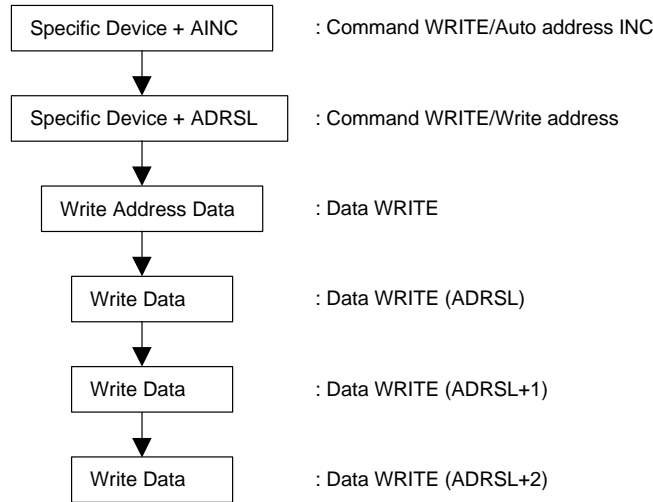 Specific Device + AINC : Command WRITE/Auto address INC
Specific Device + ADRSL : Command WRITE/Write address
Write Address Data : Data WRITE
Write Data : Data WRITE (ADRSL)
Write Data : Data WRITE (ADRSL+1)
Write Data : Data WRITE (ADRSL+2)